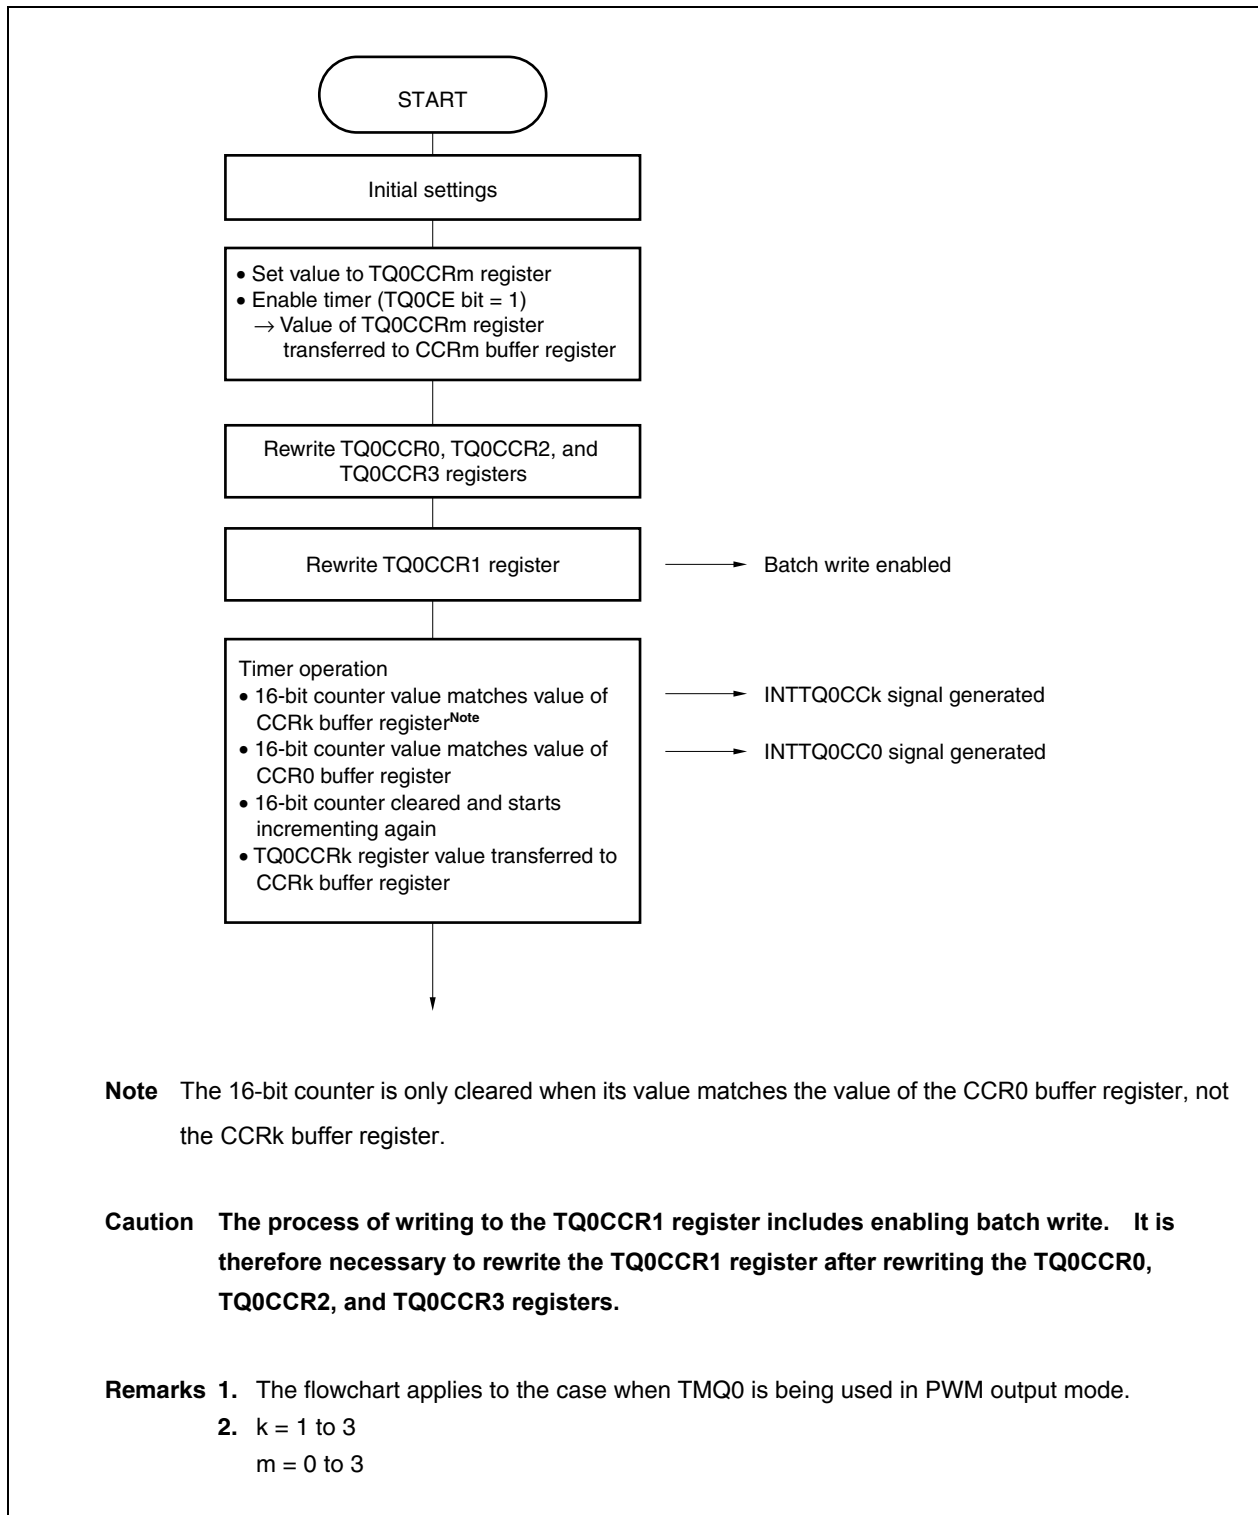 START
Initial settings
• Set value to TQ0CCRm register
• Enable timer (TQ0CE bit = 1)
→ Value of TQ0CCRm register
transferred to CCRm buffer register
Rewrite TQ0CCR0, TQ0CCR2, and
TQ0CCR3 registers
Rewrite TQ0CCR1 register
Batch write enabled
Timer operation
• 16-bit counter value matches value of
CCRk buffer registerNote
INTTQ0CCk signal generated
• 16-bit counter value matches value of
CCR0 buffer register
INTTQ0CC0 signal generated
• 16-bit counter cleared and starts
incrementing again
• TQ0CCRk register value transferred to
CCRk buffer register
Note The 16-bit counter is only cleared when its value matches the value of the CCR0 buffer register, not
the CCRk buffer register.
Caution The process of writing to the TQ0CCR1 register includes enabling batch write. It is
therefore necessary to rewrite the TQ0CCR1 register after rewriting the TQ0CCR0,
TQ0CCR2, and TQ0CCR3 registers.
Remarks 1. The flowchart applies to the case when TMQ0 is being used in PWM output mode.
2. k = 1 to 3
m = 0 to 3